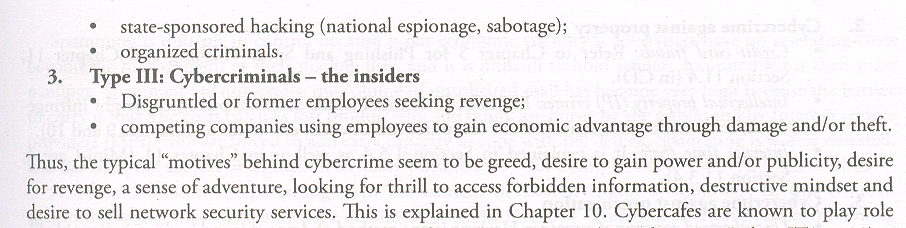 • state-sponsored hacking (national espionage, sabotage);
• organized criminals.
3. Type III: Cybercriminals – the insiders
• Disgruntled or former employees seeking revenge;
• competing companies using employees to gain economic advantage through damage and/or theft.
Thus, the typical “motives” behind cybercrime seem to be greed, desire to gain power and/or publicity, desire
for revenge, a sense of adventure, looking for thrill to access forbidden information, destructive mindset and
desire to sell network security services. This is explained in Chapter 10. Cybercafes are known to play role